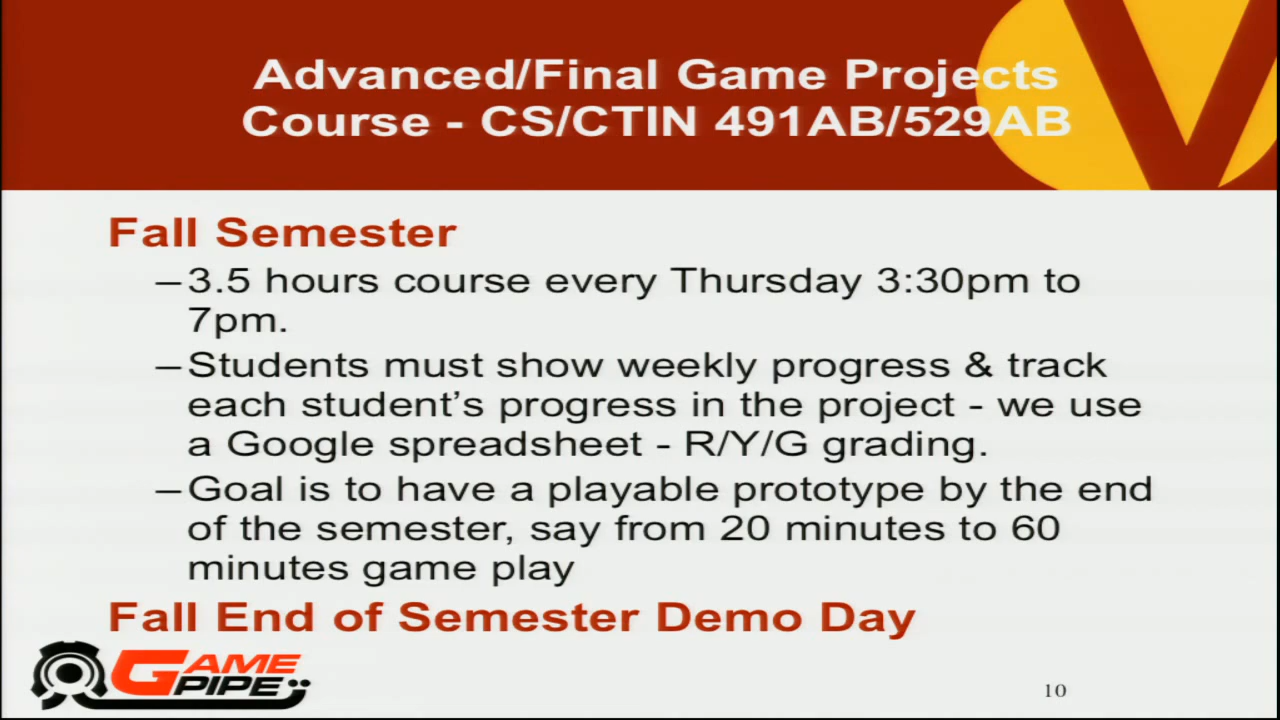 Advanced/Final Game Projects
Course - CS/CTIN 491AB/529AB
Fall Semester
–3.5 hours course every Thursday 3:30pm to
7pm.
–Students must show weekly progress & track
each student’s progress in the project - we use
a Google spreadsheet - R/Y/G grading.
–Goal is to have a playable prototype by the end
of the semester, say from 20 minutes to 60
minutes game play
Fall End of Semester Demo Day
GAME
PIPE
10